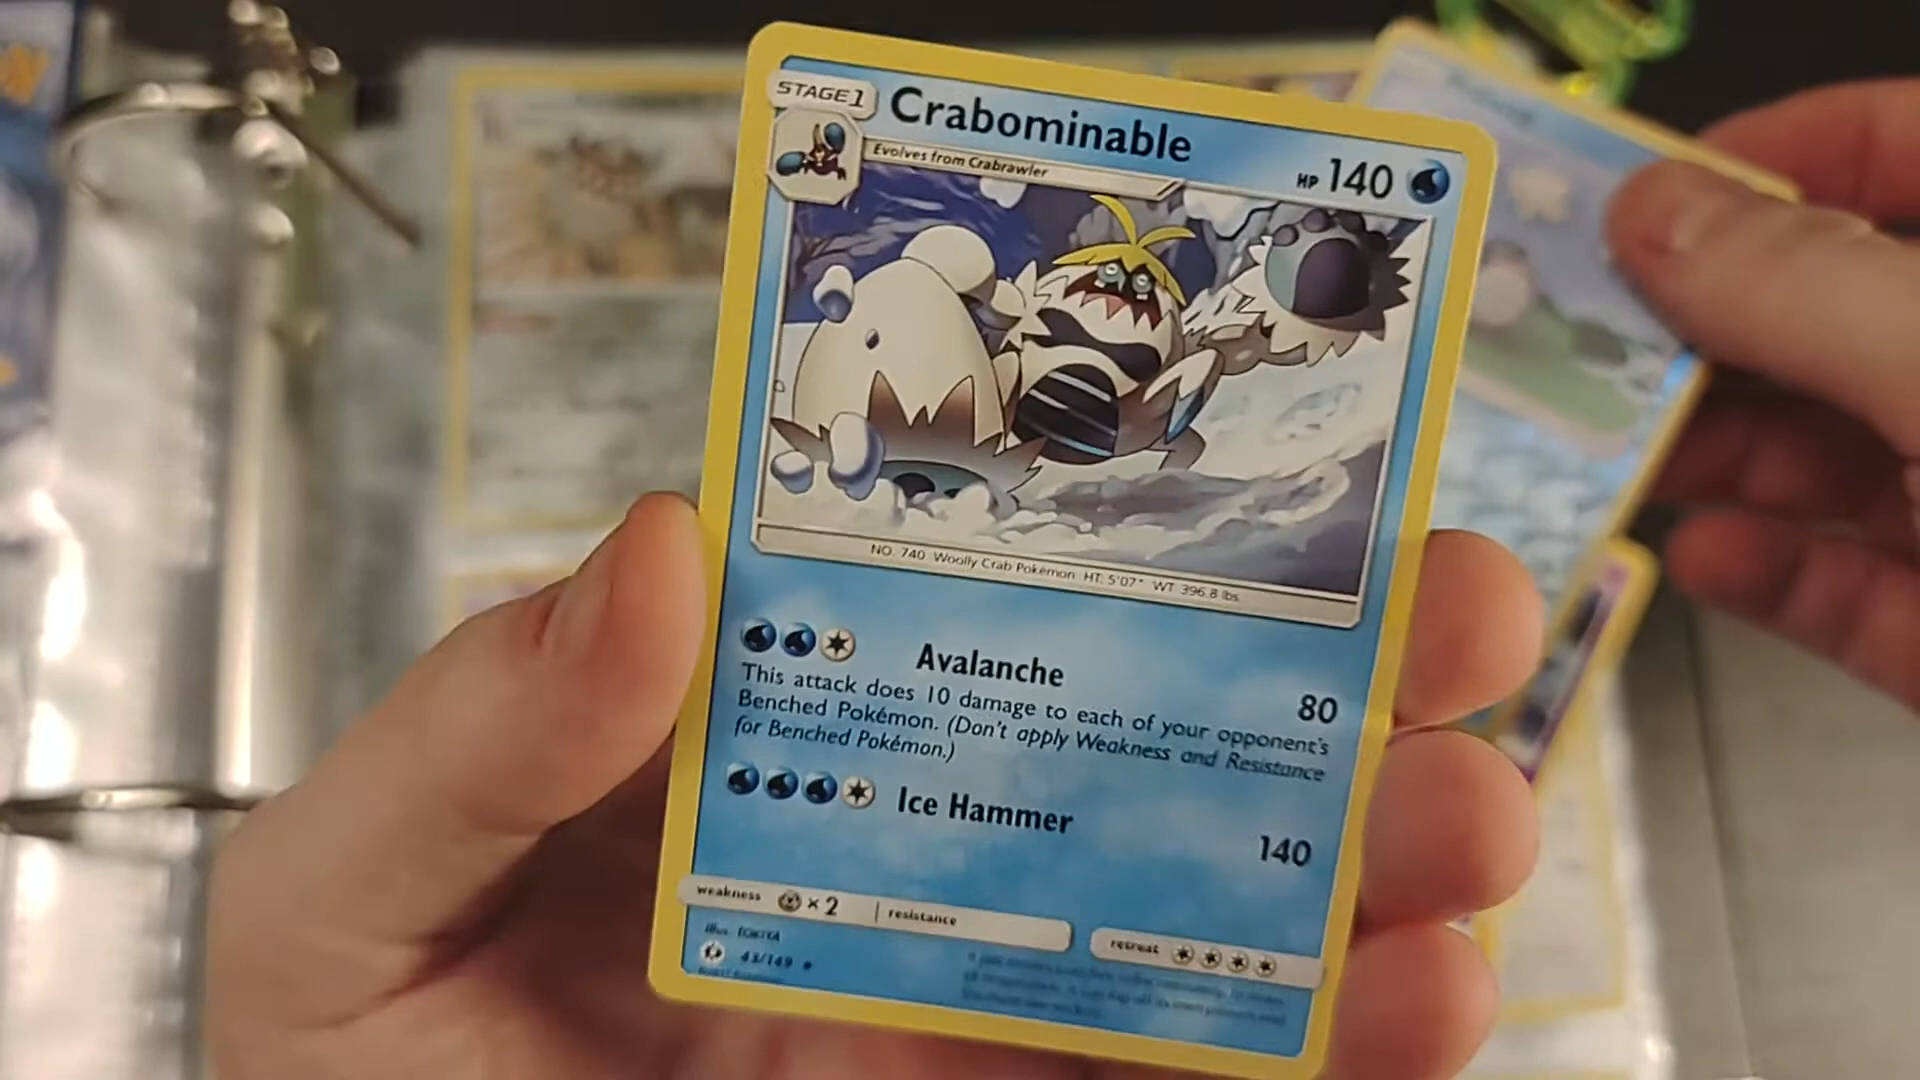 STAGE 1
Crabominable
HP 140
Evolves from Crabrawler
NO. 740 Woolly Crab Pokémon HT: 5'07" WT: 396.8 lbs.
Avalanche
80
This attack does 10 damage to each of your opponent's
Benched Pokémon. (Don't apply Weakness and Resistance
for Benched Pokémon.)
Ice Hammer
140
weakness
× 2
resistance
retreat
illus.
43/149